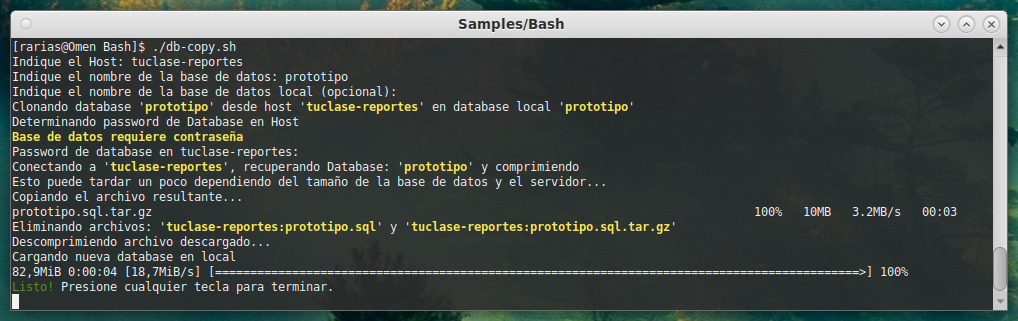 Samples/Bash
[rarias@Omen Bash]$ ./db-copy.sh
Indique el Host: tuclase-reportes
Indique el nombre de la base de datos: prototipo
Indique el nombre de la base de datos local (opcional):
Clonando database 'prototipo' desde host 'tuclase-reportes' en database local 'prototipo'
Determinando password de Database en Host
Base de datos requiere contraseña
Password de database en tuclase-reportes:
Conectando a 'tuclase-reportes', recuperando Database: 'prototipo' y comprimiendo
Esto puede tardar un poco dependiendo del tamaño de la base de datos y el servidor...
Copiando el archivo resultante...
prototipo.sql.tar.gz 100% 10MB 3.2MB/s 00:03
Eliminando archivos: 'tuclase-reportes:prototipo.sql' y 'tuclase-reportes:prototipo.sql.tar.gz'
Descomprimiendo archivo descargado...
Cargando nueva database en local
82,9MiB 0:00:04 [18,7MiB/s] [============================================================================================>] 100%
Listo! Presione cualquier tecla para terminar.